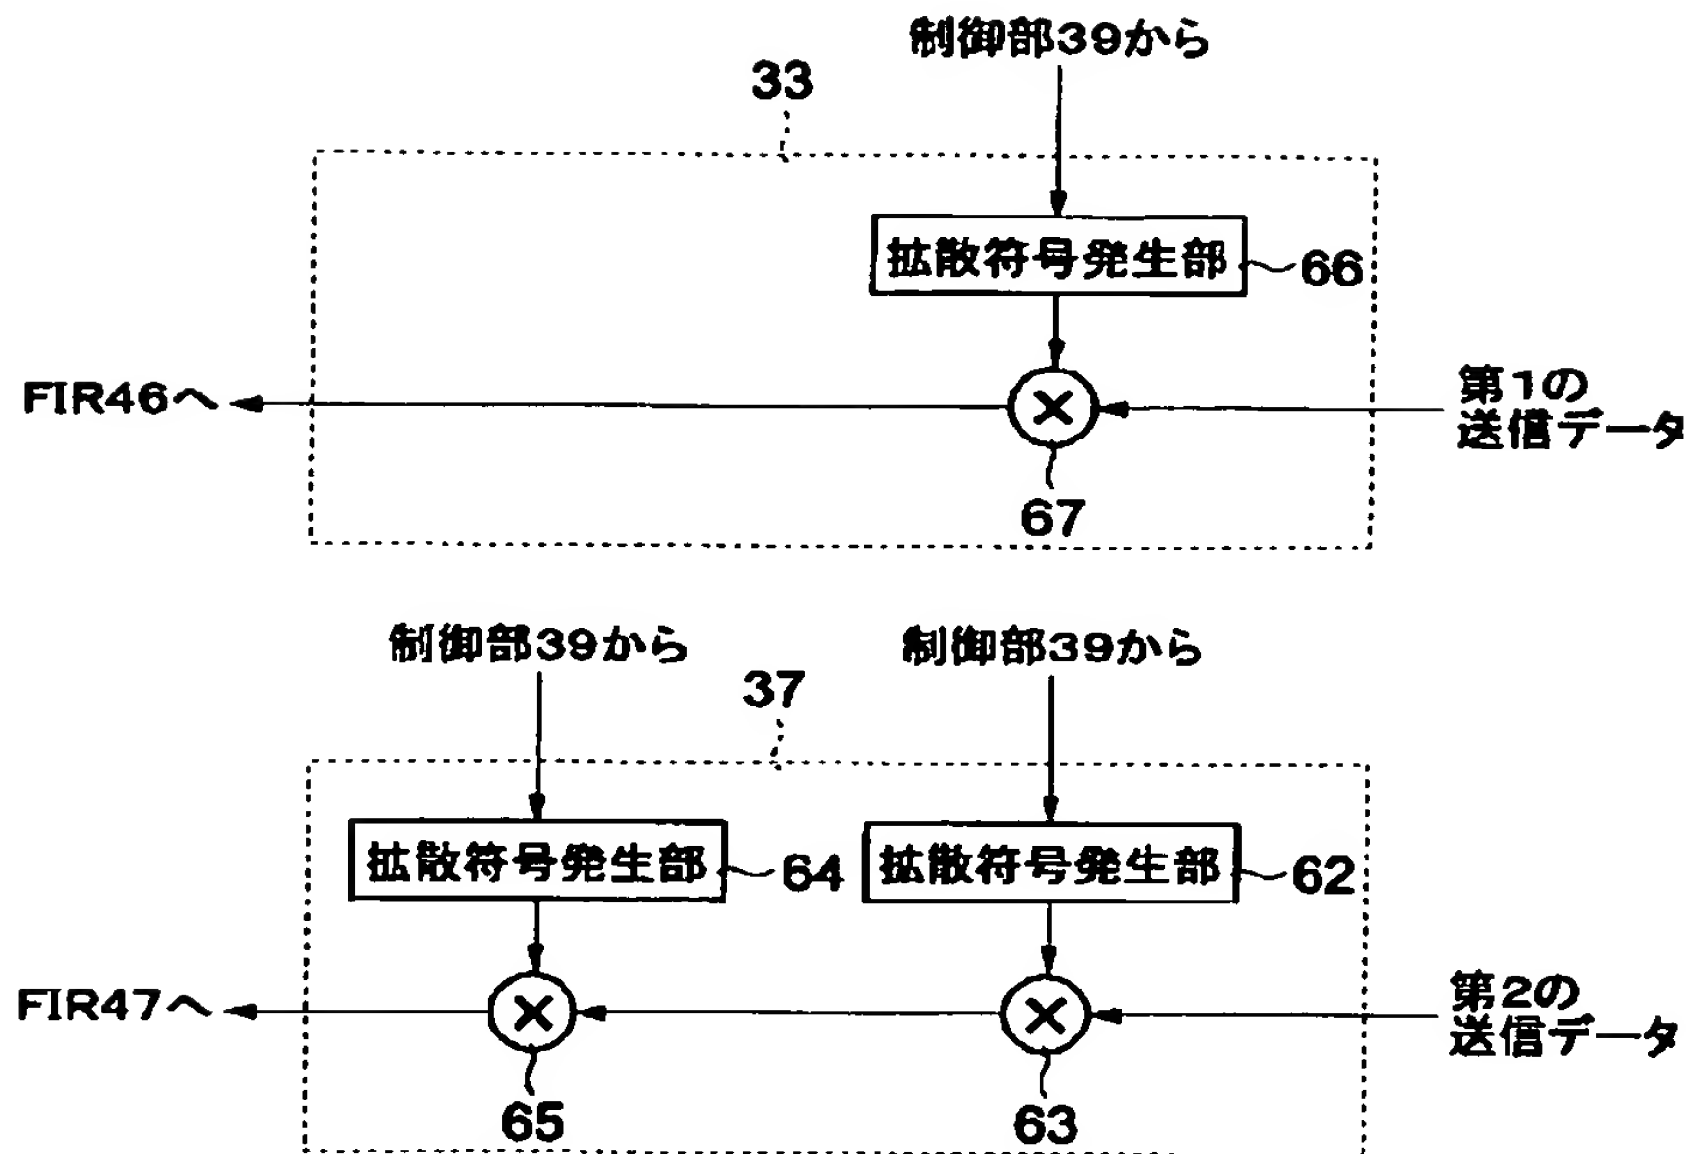 制御部39から
33
拡散符号発生部
66
FIR46へ
第1の
送信データ
67
制御部39から
制御部39から
37
拡散符号発生部
64
拡散符号発生部
62
FIR47へ
第2の
送信データ
65
63